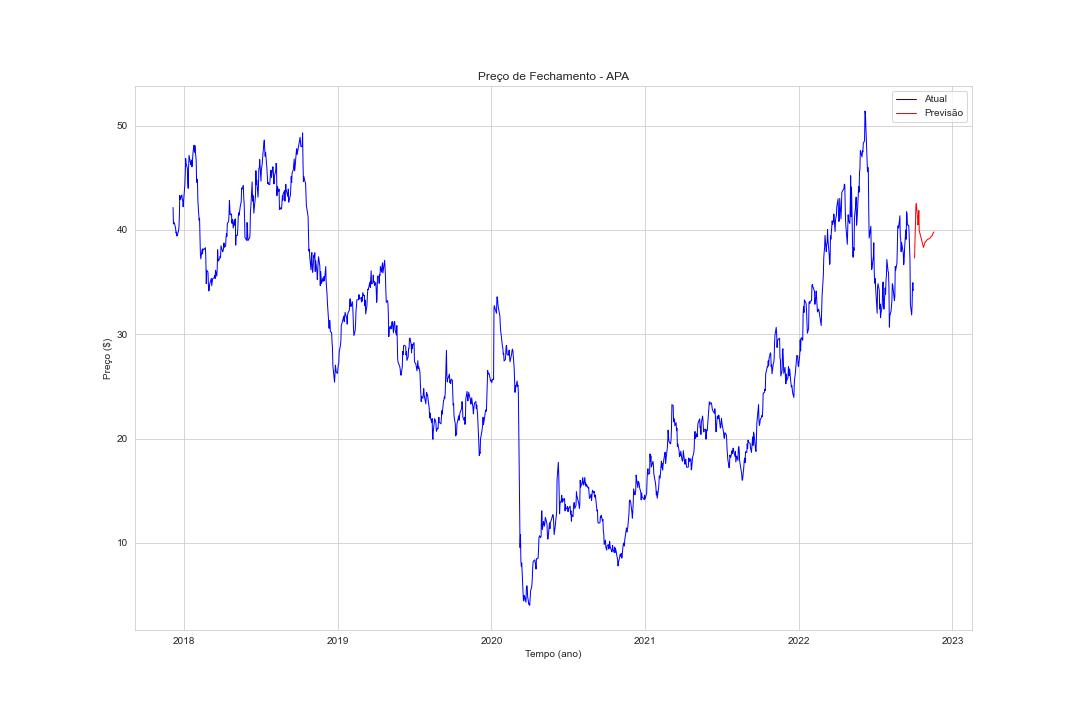 Preço de Fechamento - APA
Atual
Previsão
50
40
30
20
10
Preço ($)
2018 2019 2020 2021 2022 2023
Tempo (ano)